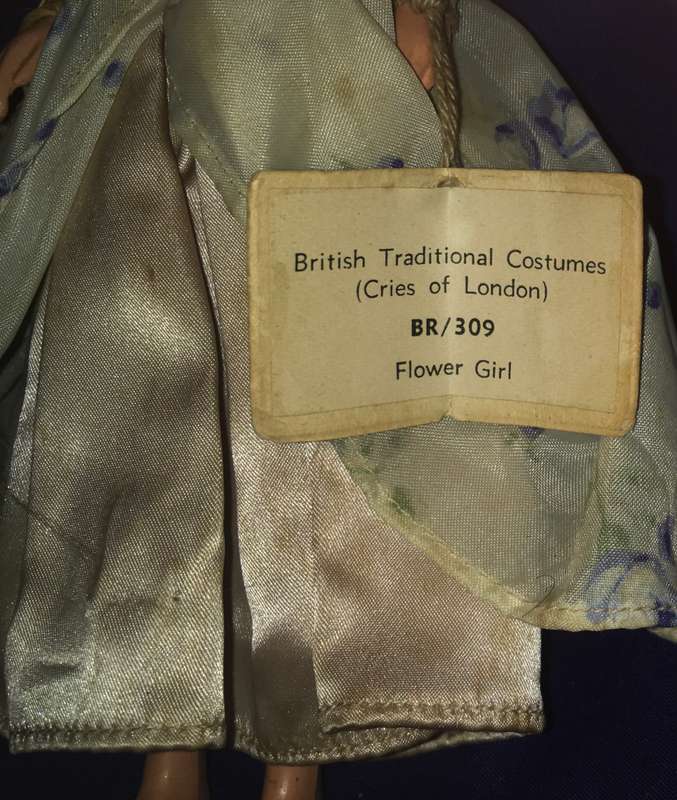 British Traditional Costumes
(Cries of London)
BR/309
Flower Girl